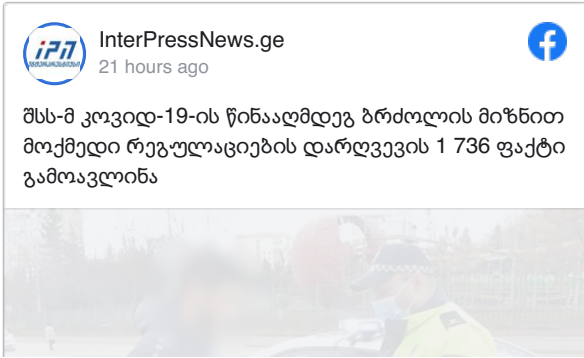 იპნ
InterPressNews.ge
21 hours ago
შსს-მ კოვიდ-19-ის წინააღმდეგ ბრძოლის მიზნით
მოქმედი რეგულაციების დარღვევის 1 736 ფაქტი
გამოავლინა